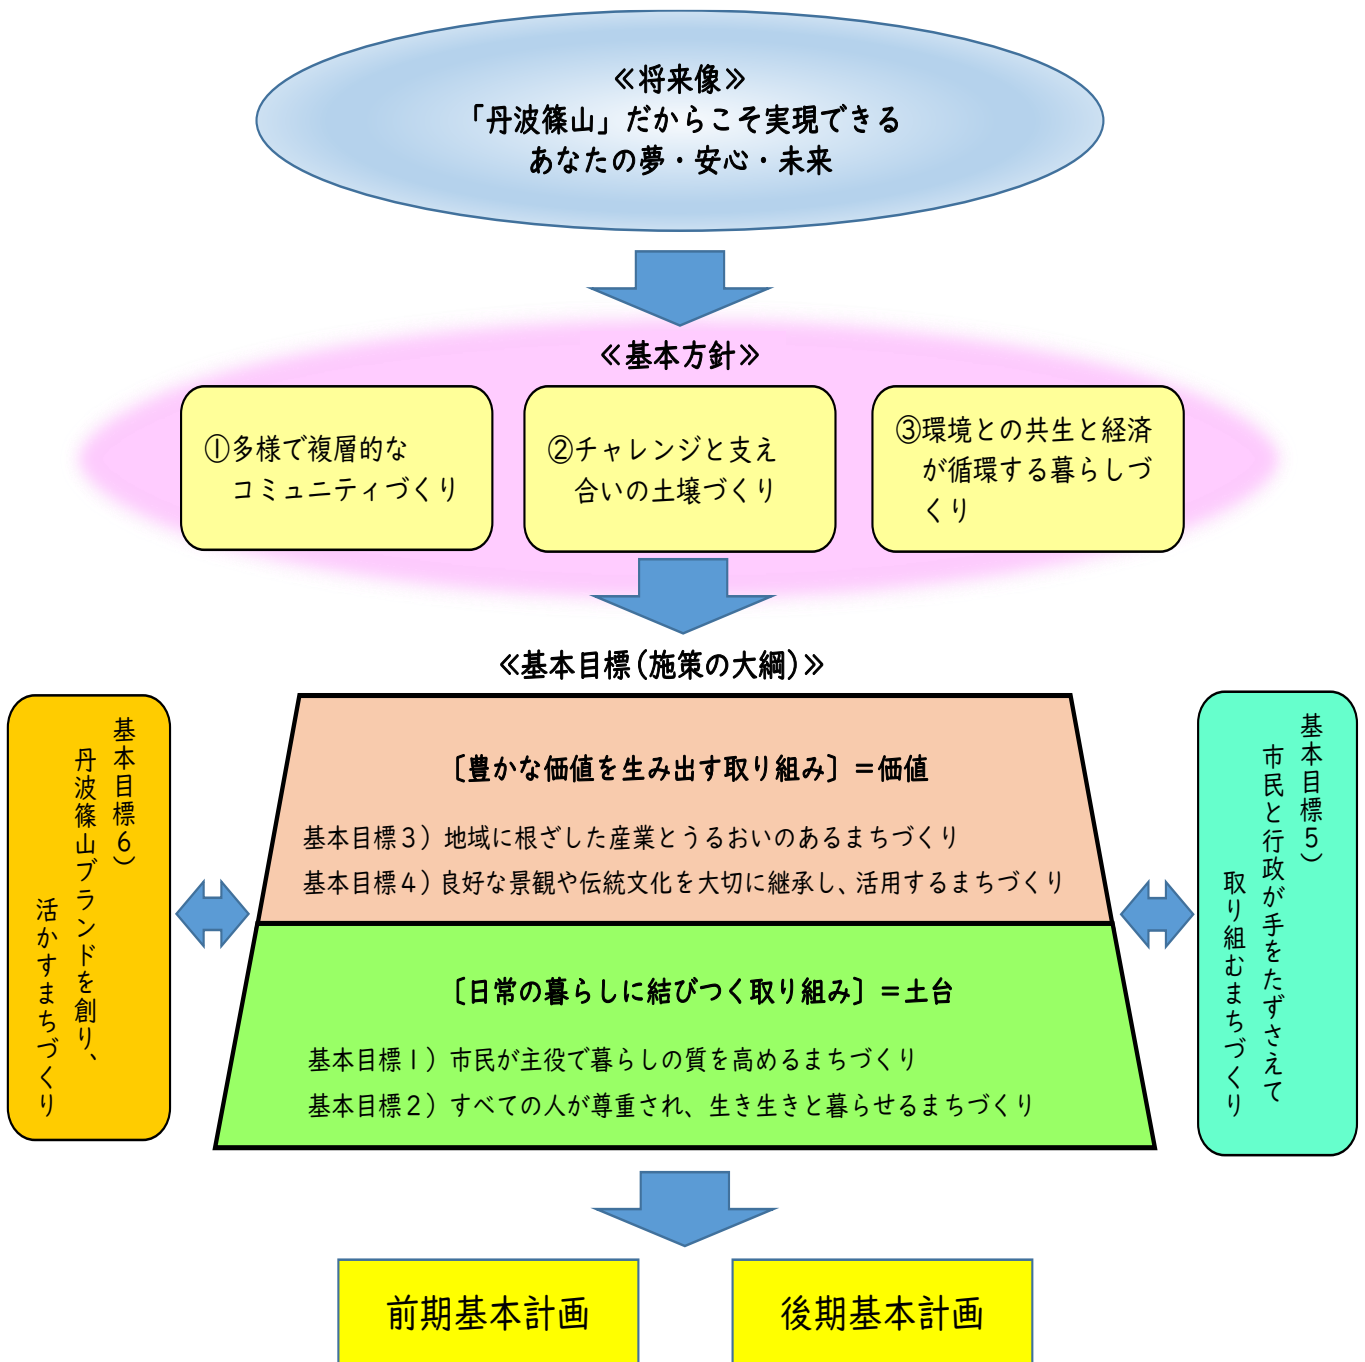 ≪将来像≫
「丹波篠山」だからこそ実現できる
あなたの夢・安心・未来
≪基本方針≫
①多様で複層的な
コミュニティづくり
②チャレンジと支え
合いの土壌づくり
③環境との共生と経済
が循環する暮らしづ
くり
≪基本目標(施策の大綱)≫
基本目標6)
丹波篠山ブランドを創り、
活かすまちづくり
〔豊かな価値を生み出す取り組み〕=価値
基本目標3)地域に根ざした産業とうるおいのあるまちづくり
基本目標4)良好な景観や伝統文化を大切に継承し、活用するまちづくり
〔日常の暮らしに結びつく取り組み〕=土台
基本目標1)市民が主役で暮らしの質を高めるまちづくり
基本目標2)すべての人が尊重され、生き生きと暮らせるまちづくり
基本目標5)
市民と行政が手をたずさえて
取り組むまちづくり
前期基本計画
後期基本計画